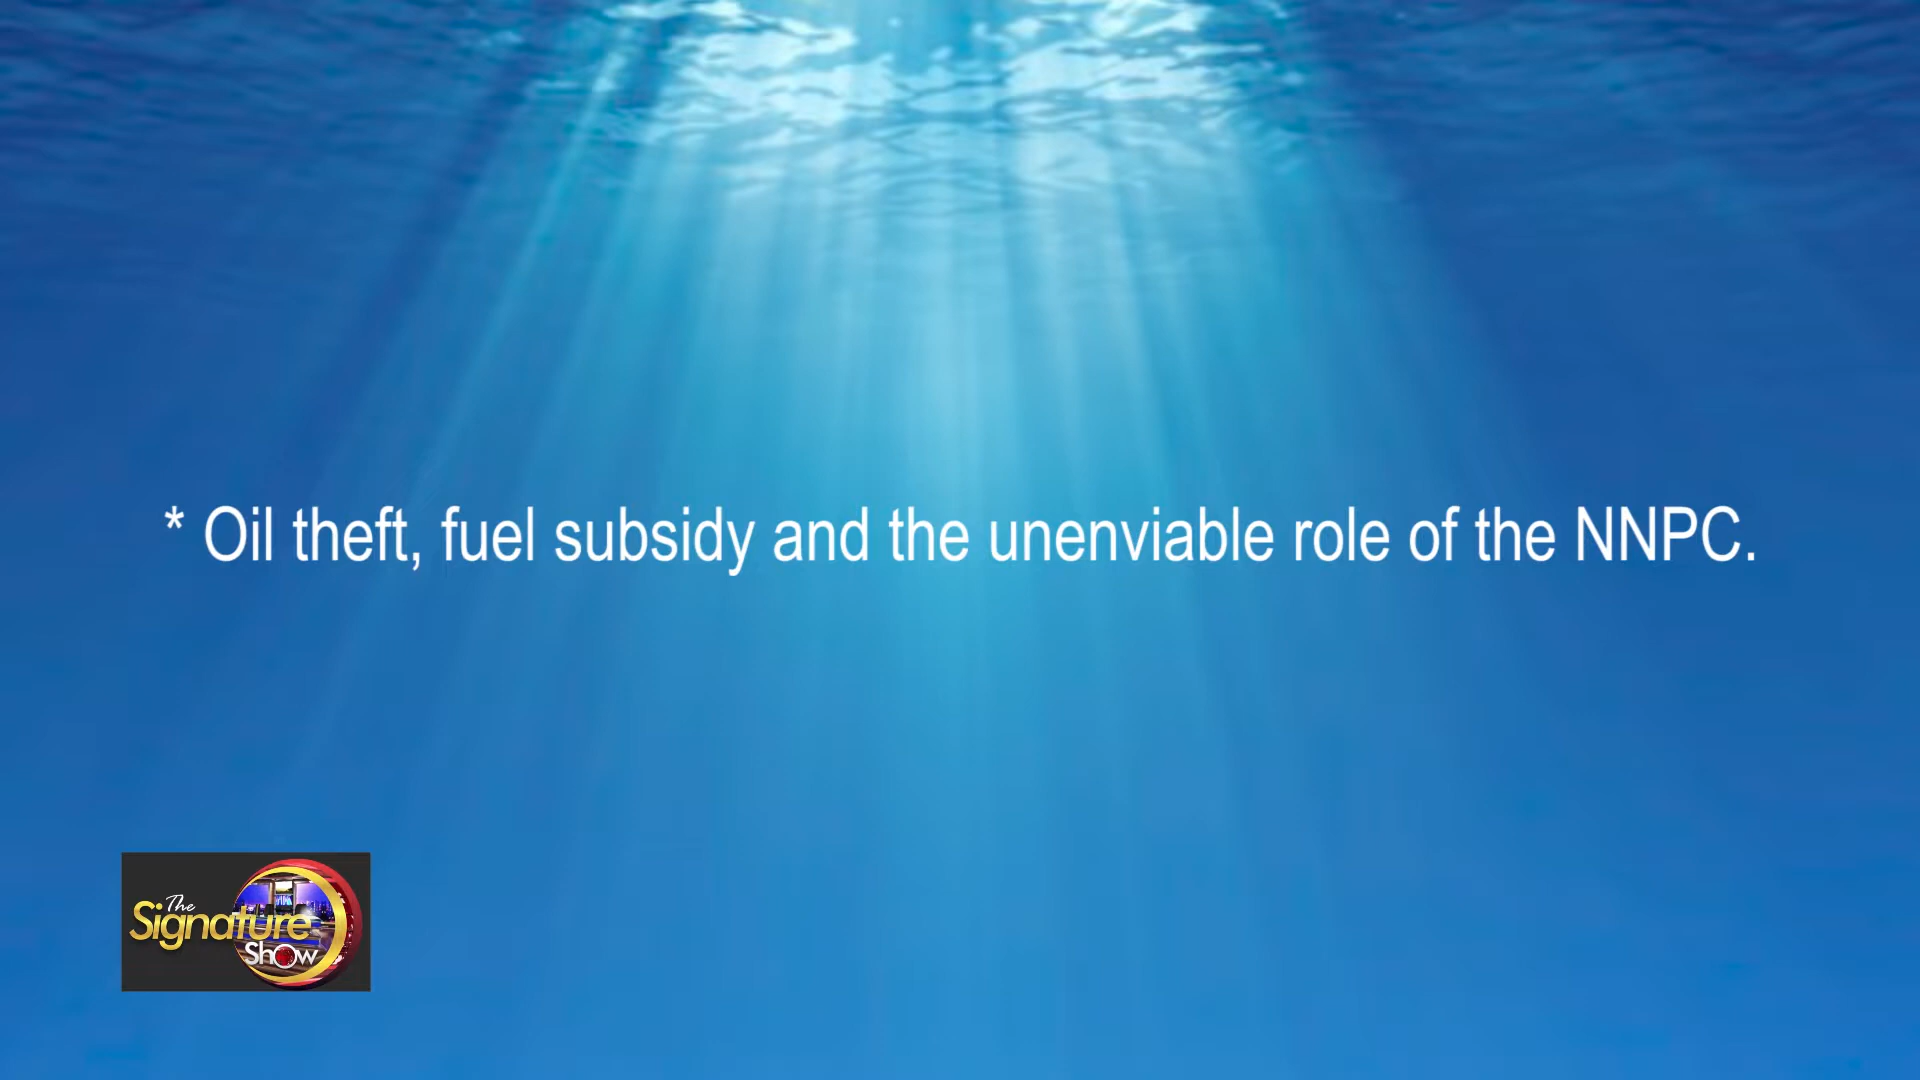 * Oil theft, fuel subsidy and the unenviable role of the NNPC.
The
Signature
Show